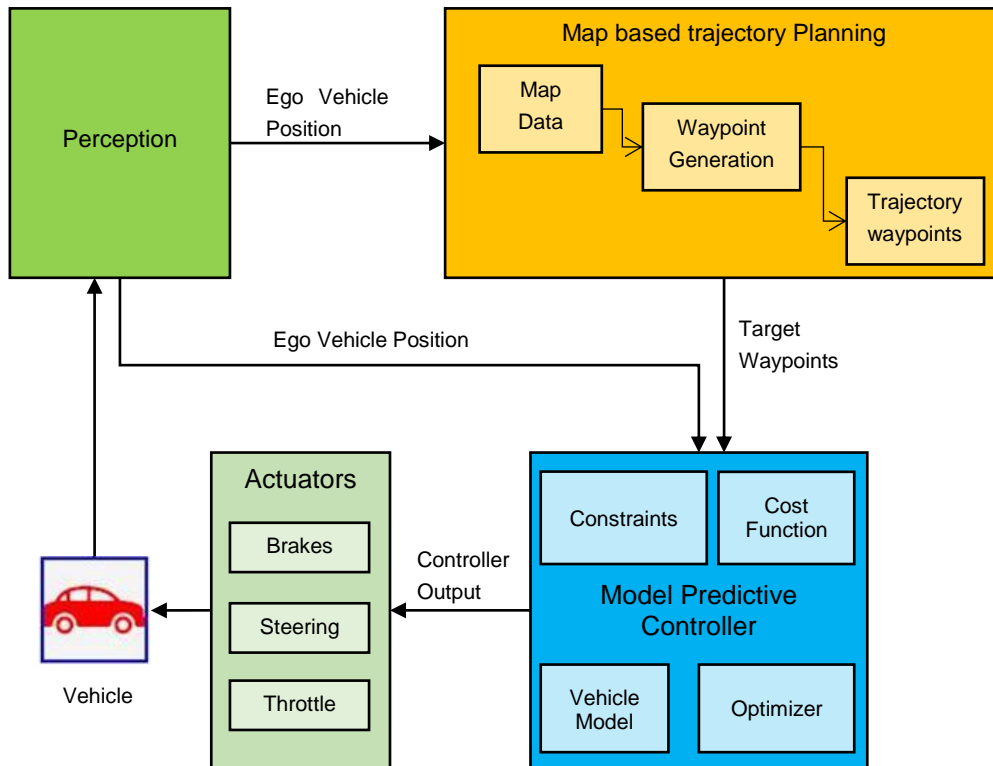 Map based trajectory Planning
Perception
Ego Vehicle
Position
Map
Data
Waypoint
Generation
Trajectory
waypoints
Ego Vehicle Position
Target
Waypoints
Actuators
Brakes
Steering
Throttle
Controller
Output
Constraints
Cost
Function
Model Predictive
Controller
Vehicle
Model
Optimizer
Vehicle